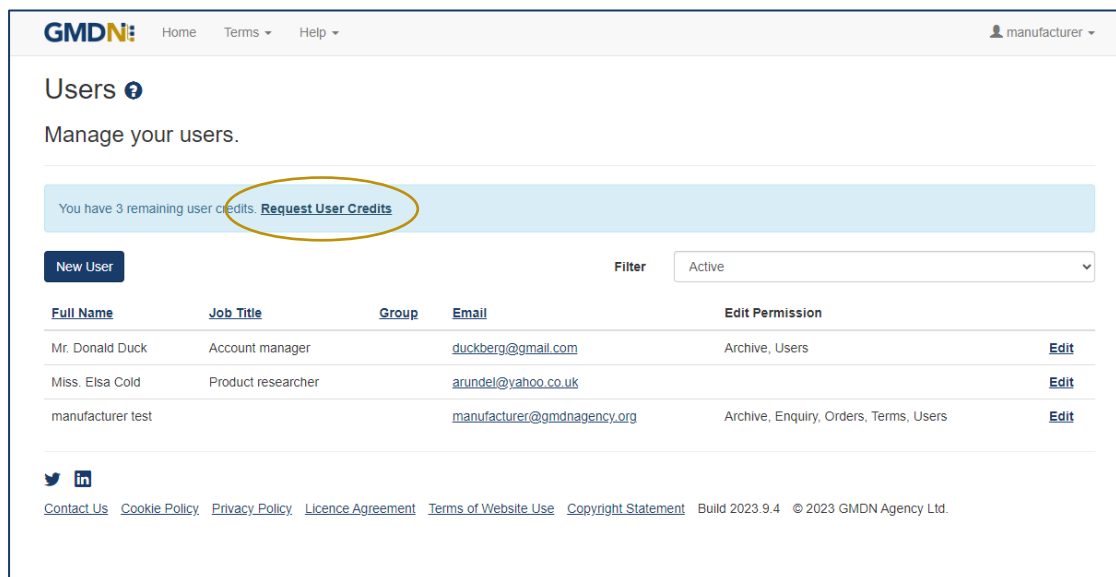 GMDN Home Terms Help manufacturer
Users ?
Manage your users.
You have 3 remaining user credits. Request User Credits
New User Filter Active
Full Name Job Title Group Email Edit Permission
Mr. Donald Duck Account manager duckberg@gmail.com Archive, Users Edit
Miss. Elsa Cold Product researcher arundel@yahoo.co.uk Edit
manufacturer test manufacturer@gmdnagency.org Archive, Enquiry, Orders, Terms, Users Edit
in
Contact Us Cookie Policy Privacy Policy Licence Agreement Terms of Website Use Copyright Statement Build 2023.9.4 © 2023 GMDN Agency Ltd.